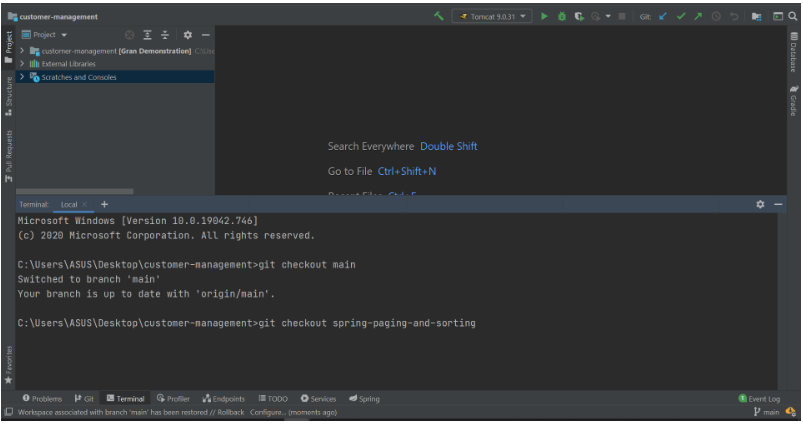 customer-management
Tomcat 9.0.31
Git:
Project
Project
customer-management [Gran Demonstration] C:\Use
External Libraries
Scratches and Consoles
Structure
Pull Requests
Favorites
Database
Gradle
Search Everywhere Double Shift
Go to File Ctrl+Shift+N
Recent Files Ctrl+E
Terminal: Local × +
Microsoft Windows [Version 10.0.19042.746]
(c) 2020 Microsoft Corporation. All rights reserved.
C:\Users\ASUS\Desktop\customer-management>git checkout main
Switched to branch 'main'
Your branch is up to date with 'origin/main'.
C:\Users\ASUS\Desktop\customer-management>git checkout spring-paging-and-sorting
Problems Git Terminal Profiler Endpoints TODO Services Spring Event Log
Workspace associated with branch 'main' has been restored // Rollback Configure... (moments ago) main